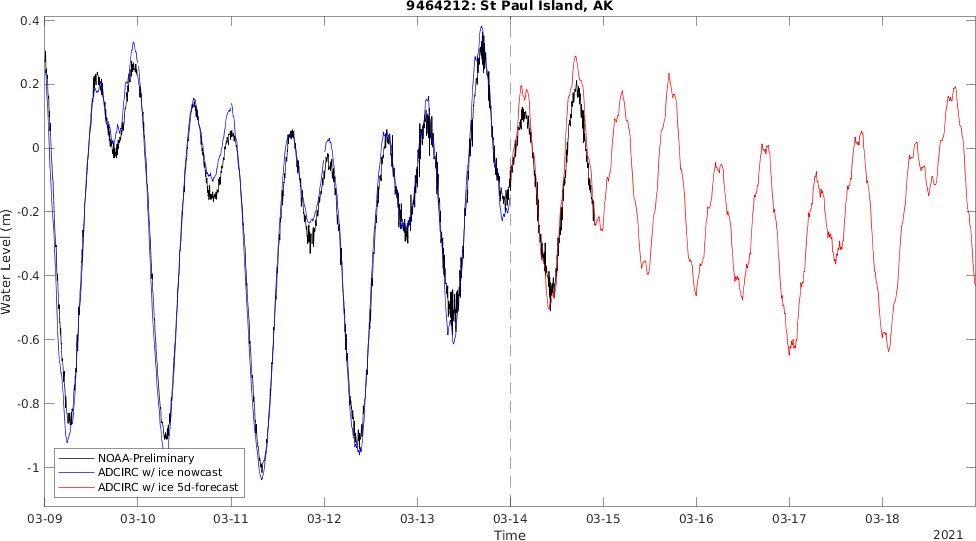 9464212: St Paul Island, AK
0.4
0.2
0
-0.2
-0.4
-0.6
-0.8
-1
Water Level (m)
NOAA-Preliminary
ADCIRC w/ ice nowcast
ADCIRC w/ ice 5d-forecast
03-09 03-10 03-11 03-12 03-13 03-14 03-15 03-16 03-17 03-18
Time
2021